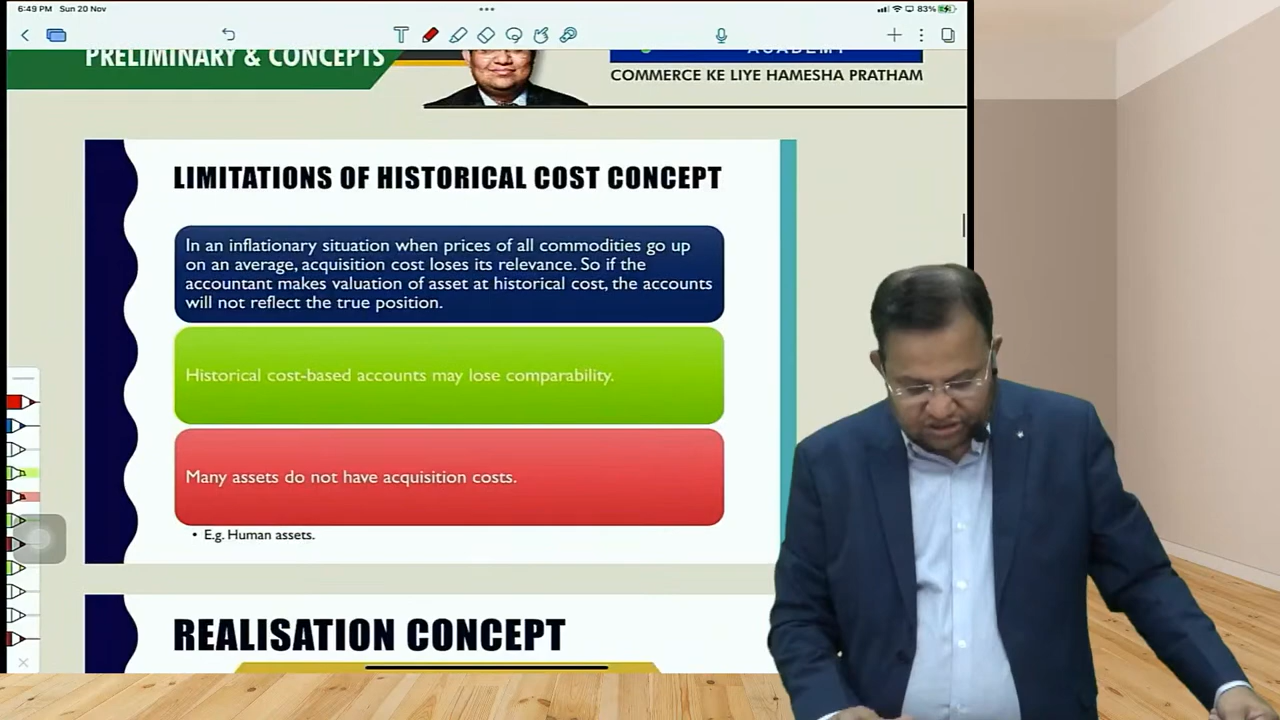 6:49 PM Sun 20 Nov
83%
T
PRELIMINARY & CONCEPTS
ACADEMY
COMMERCE KE LIYE HAMESHA PRATHAM
LIMITATIONS OF HISTORICAL COST CONCEPT
In an inflationary situation when prices of all commodities go up
on an average, acquisition cost loses its relevance. So if the
accountant makes valuation of asset at historical cost, the accounts
will not reflect the true position.
Historical cost-based accounts may lose comparability.
Many assets do not have acquisition costs.
• E.g. Human assets.
REALISATION CONCEPT